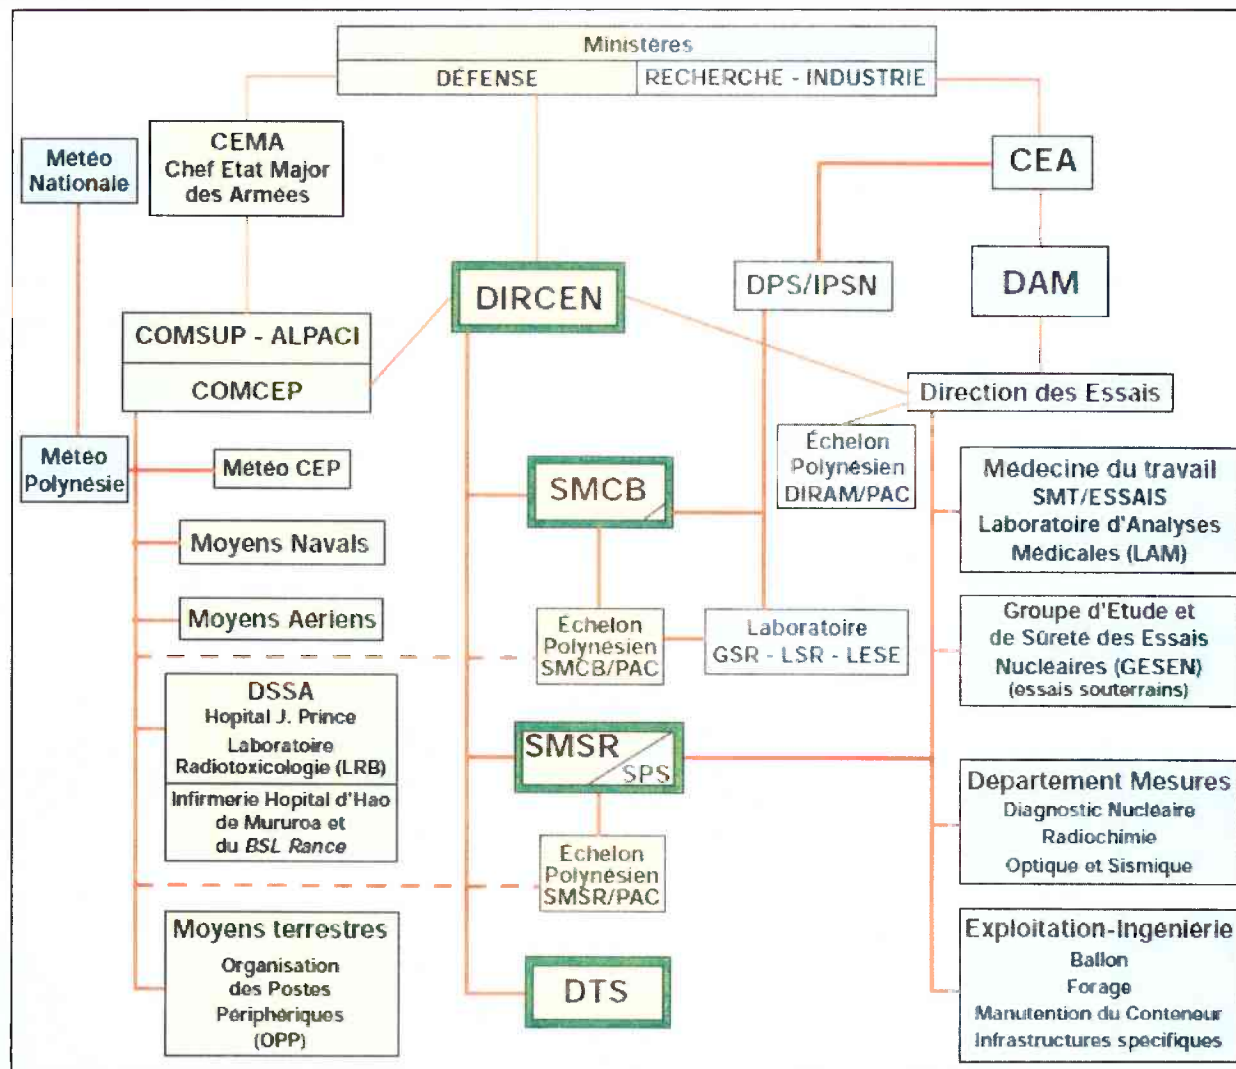 Ministères
DÉFENSE
RECHERCHE - INDUSTRIE
CEMA
Chef Etat Major
des Armées
Météo
Nationale
CEA
DIRCEN
DPS/IPSN
DAM
COMSUP - ALPACI
COMCEP
Direction des Essais
Météo
Polynésie
Météo CEP
Échelon
Polynésien
DIRAM/PAC
SMCB
Médecine du travail
SMT/ESSAIS
Laboratoire d'Analyses
Médicales (LAM)
Moyens Navals
Moyens Aériens
Échelon
Polynésien
SMCB/PAC
Laboratoire
GSR - LSR - LESE
Groupe d'Etude et
de Sûreté des Essais
Nucléaires (GESEN)
(essais souterrains)
DSSA
Hopital J. Prince
Laboratoire
Radiotoxicologie (LRB)
Infirmerie Hopital d'Hao
de Mururoa et
du BSL Rance
SMSR
SPS
Département Mesures
Diagnostic Nucléaire
Radiochimie
Optique et Sismique
Échelon
Polynésien
SMSR/PAC
Moyens terrestres
Organisation
des Postes
Périphériques
(OPP)
DTS
Exploitation-Ingéniérie
Ballon
Forage
Manutention du Conteneur
Infrastructures spécifiques